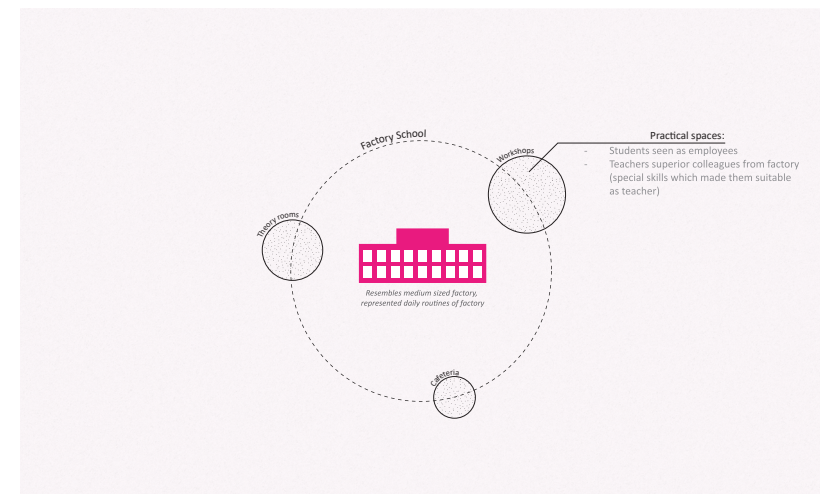 Factory School
Workshops
Practical spaces:
- Students seen as employees
- Teachers superior colleagues from factory
(special skills which made them suitable
as teacher)
Theory rooms
Resembles medium sized factory,
represented daily routines of factory
Cafeteria